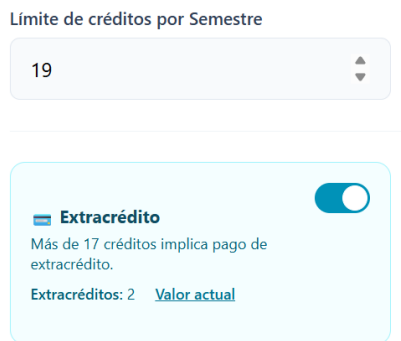 Límite de créditos por Semestre
19
Extracrédito
Más de 17 créditos implica pago de
extracrédito.
Extracréditos: 2 Valor actual